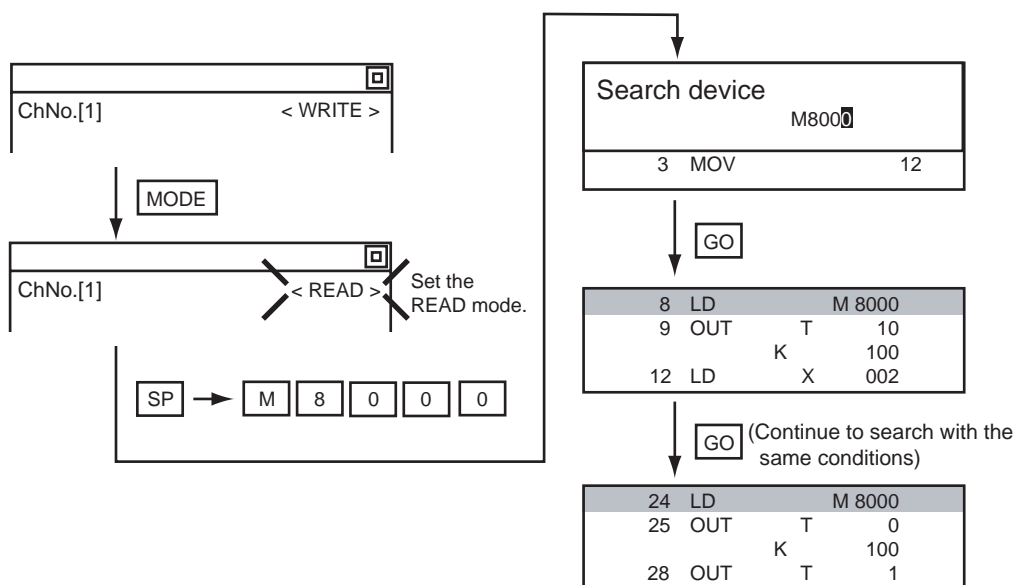 ChNo.[1] < WRITE >
MODE
ChNo.[1] < READ >
Set the
READ mode.
SP M 8 0 0 0
Search device
M8000
3 MOV 12
GO
8 LD M 8000
9 OUT T 10
K 100
12 LD X 002
GO
(Continue to search with the
same conditions)
24 LD M 8000
25 OUT T 0
K 100
28 OUT T 1